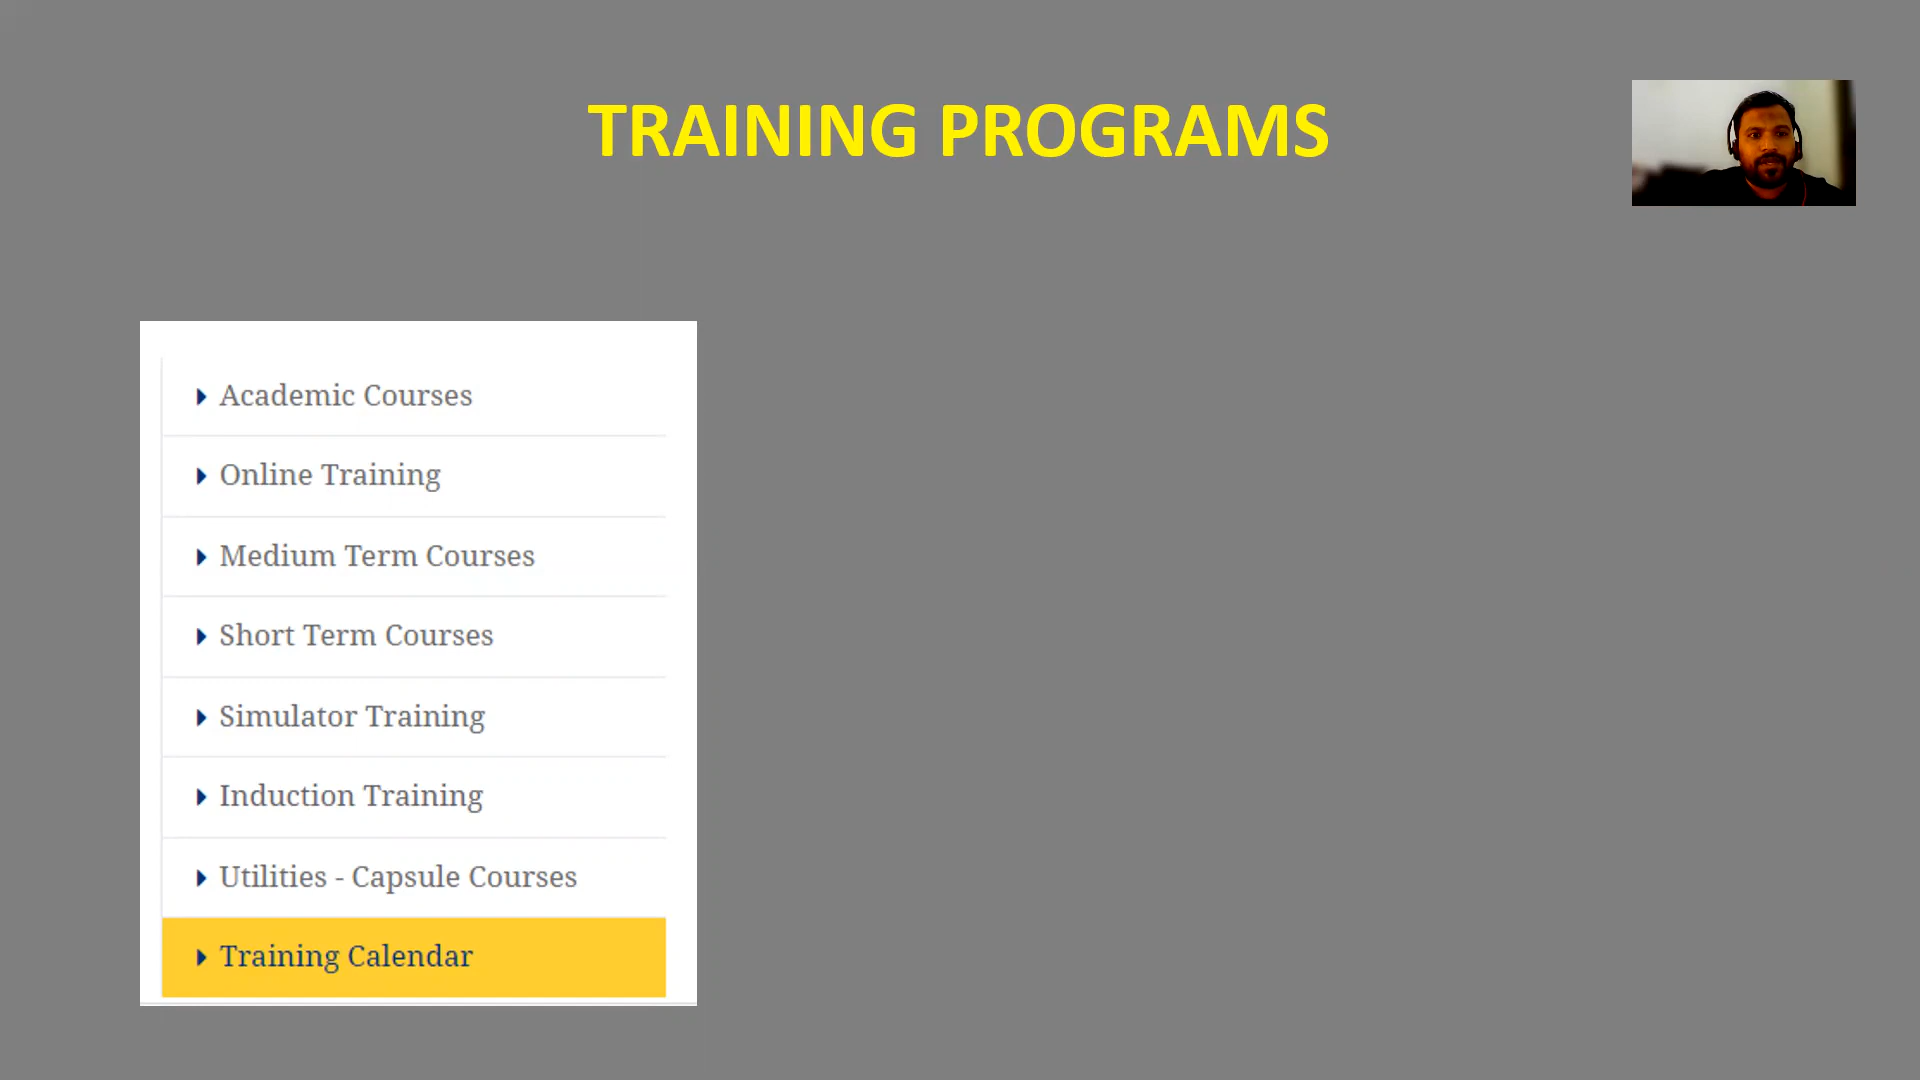 TRAINING PROGRAMS
Academic Courses
Online Training
Medium Term Courses
Short Term Courses
Simulator Training
Induction Training
Utilities - Capsule Courses
Training Calendar